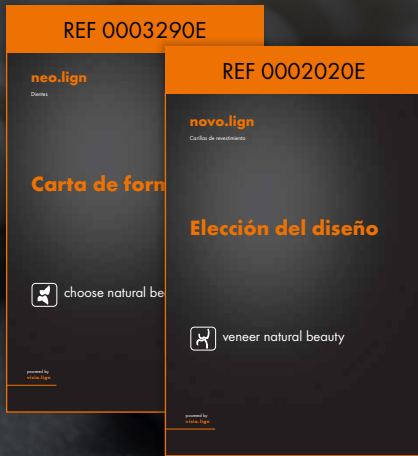 REF 0003290E
neo.lign
Dientes
Carta de forn
choose natural be
powered by
visio.lign
REF 0002020E
novo.lign
Carillas de revestimiento
Elección del diseño
veneer natural beauty
powered by
visio.lign